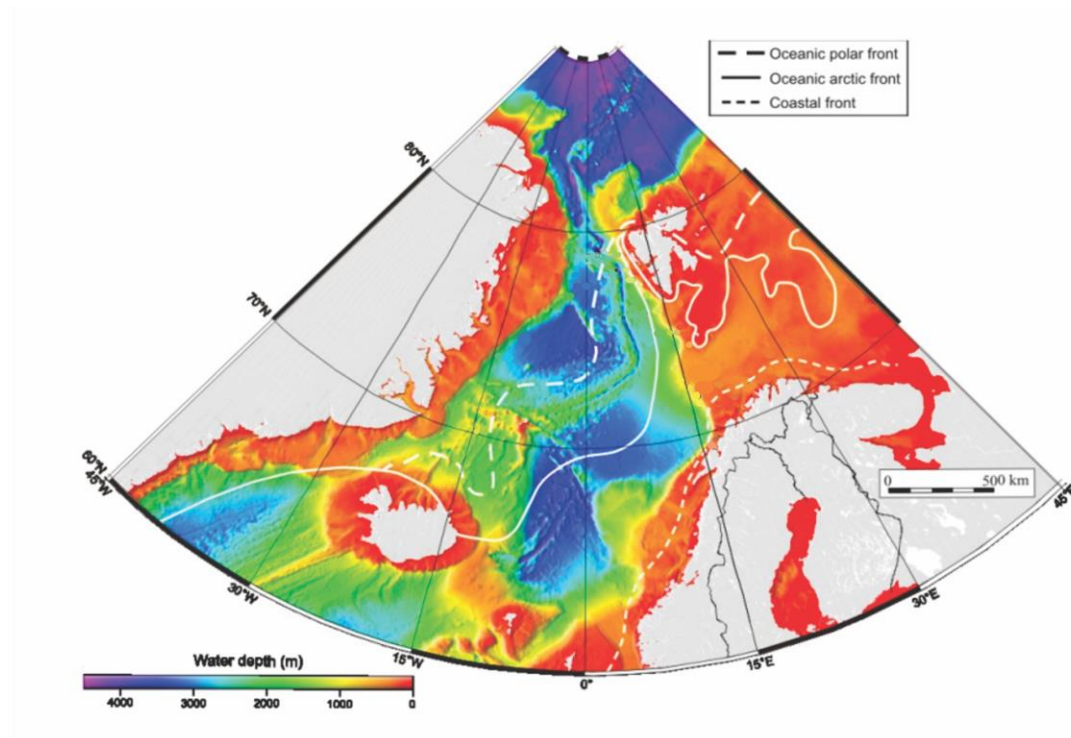 Oceanic polar front
Oceanic arctic front
Coastal front
80°N
70°N
60°N
45°W
30°W
15°W
0°
15°E
30°E
45°E
0 500 km
Water depth (m)
4000 3000 2000 1000 0